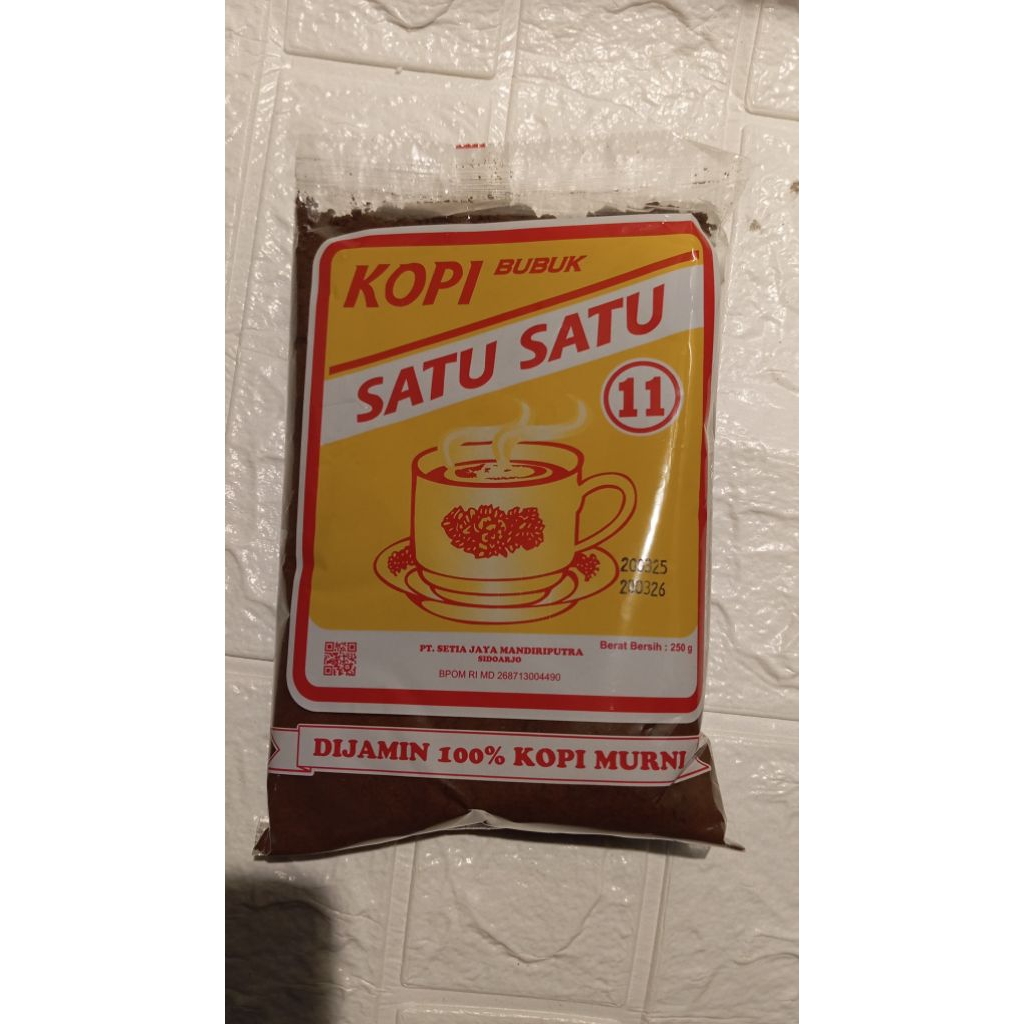 KOPI BUBUK
SATU SATU
11
200325
200326
Berat Bersih : 250 g
PT. SETIA JAYA MANDIRIPUTRA
SIDOARJO
BPOM RI MD 268713004490
DIJAMIN 100% KOPI MURNI